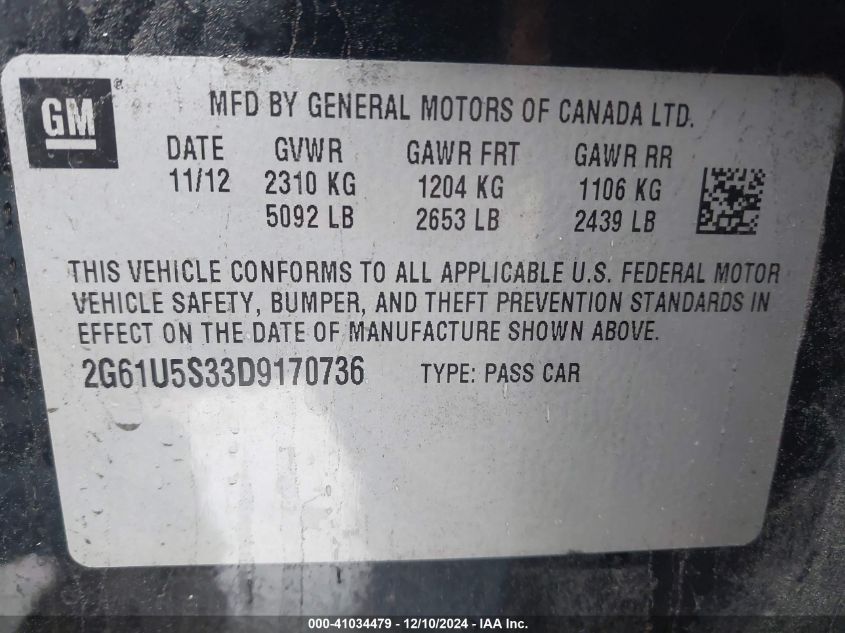 GM
®
MFD BY GENERAL MOTORS OF CANADA LTD.
DATE GVWR GAWR FRT GAWR RR
11/12 2310 KG 1204 KG 1106 KG
5092 LB 2653 LB 2439 LB
THIS VEHICLE CONFORMS TO ALL APPLICABLE U.S. FEDERAL MOTOR
VEHICLE SAFETY, BUMPER, AND THEFT PREVENTION STANDARDS IN
EFFECT ON THE DATE OF MANUFACTURE SHOWN ABOVE.
2G61U5S33D9170736 TYPE: PASS CAR
000-41034479 - 12/10/2024 - IAA Inc.